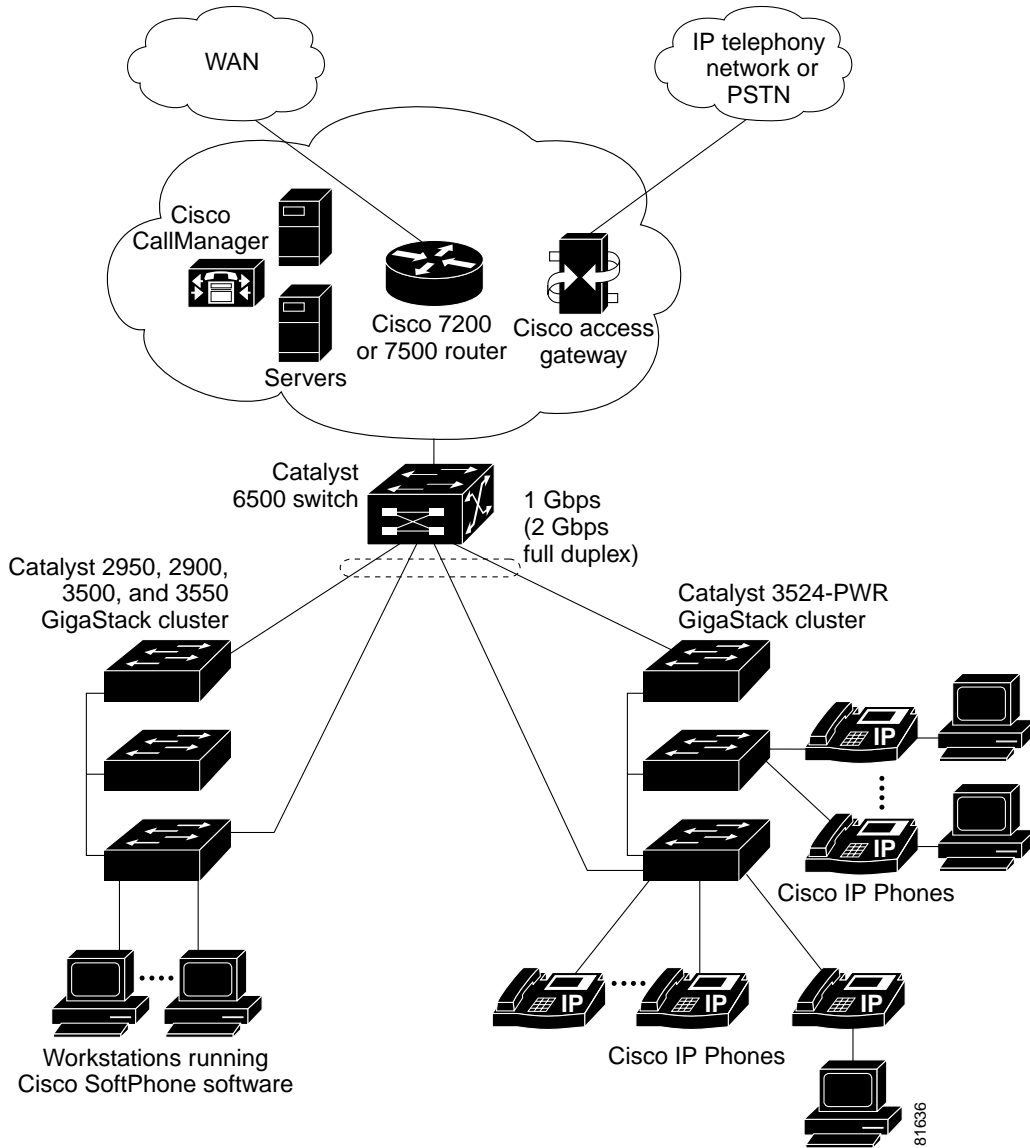 WAN
IP telephony
network or
PSTN
Cisco
CallManager
Servers
Cisco 7200
or 7500 router
Cisco access
gateway
Catalyst
6500 switch
1 Gbps
(2 Gbps
full duplex)
Catalyst 2950, 2900,
3500, and 3550
GigaStack cluster
Catalyst 3524-PWR
GigaStack cluster
IP
IP
Cisco IP Phones
IP
IP
IP
Cisco IP Phones
Workstations running
Cisco SoftPhone software
81636